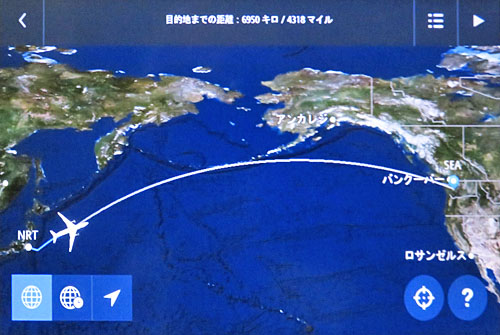 目的地までの距離：6950 キロ / 4318 マイル
アンカレジ
SEA
バンクーバー
NRT
ロサンゼルス
?